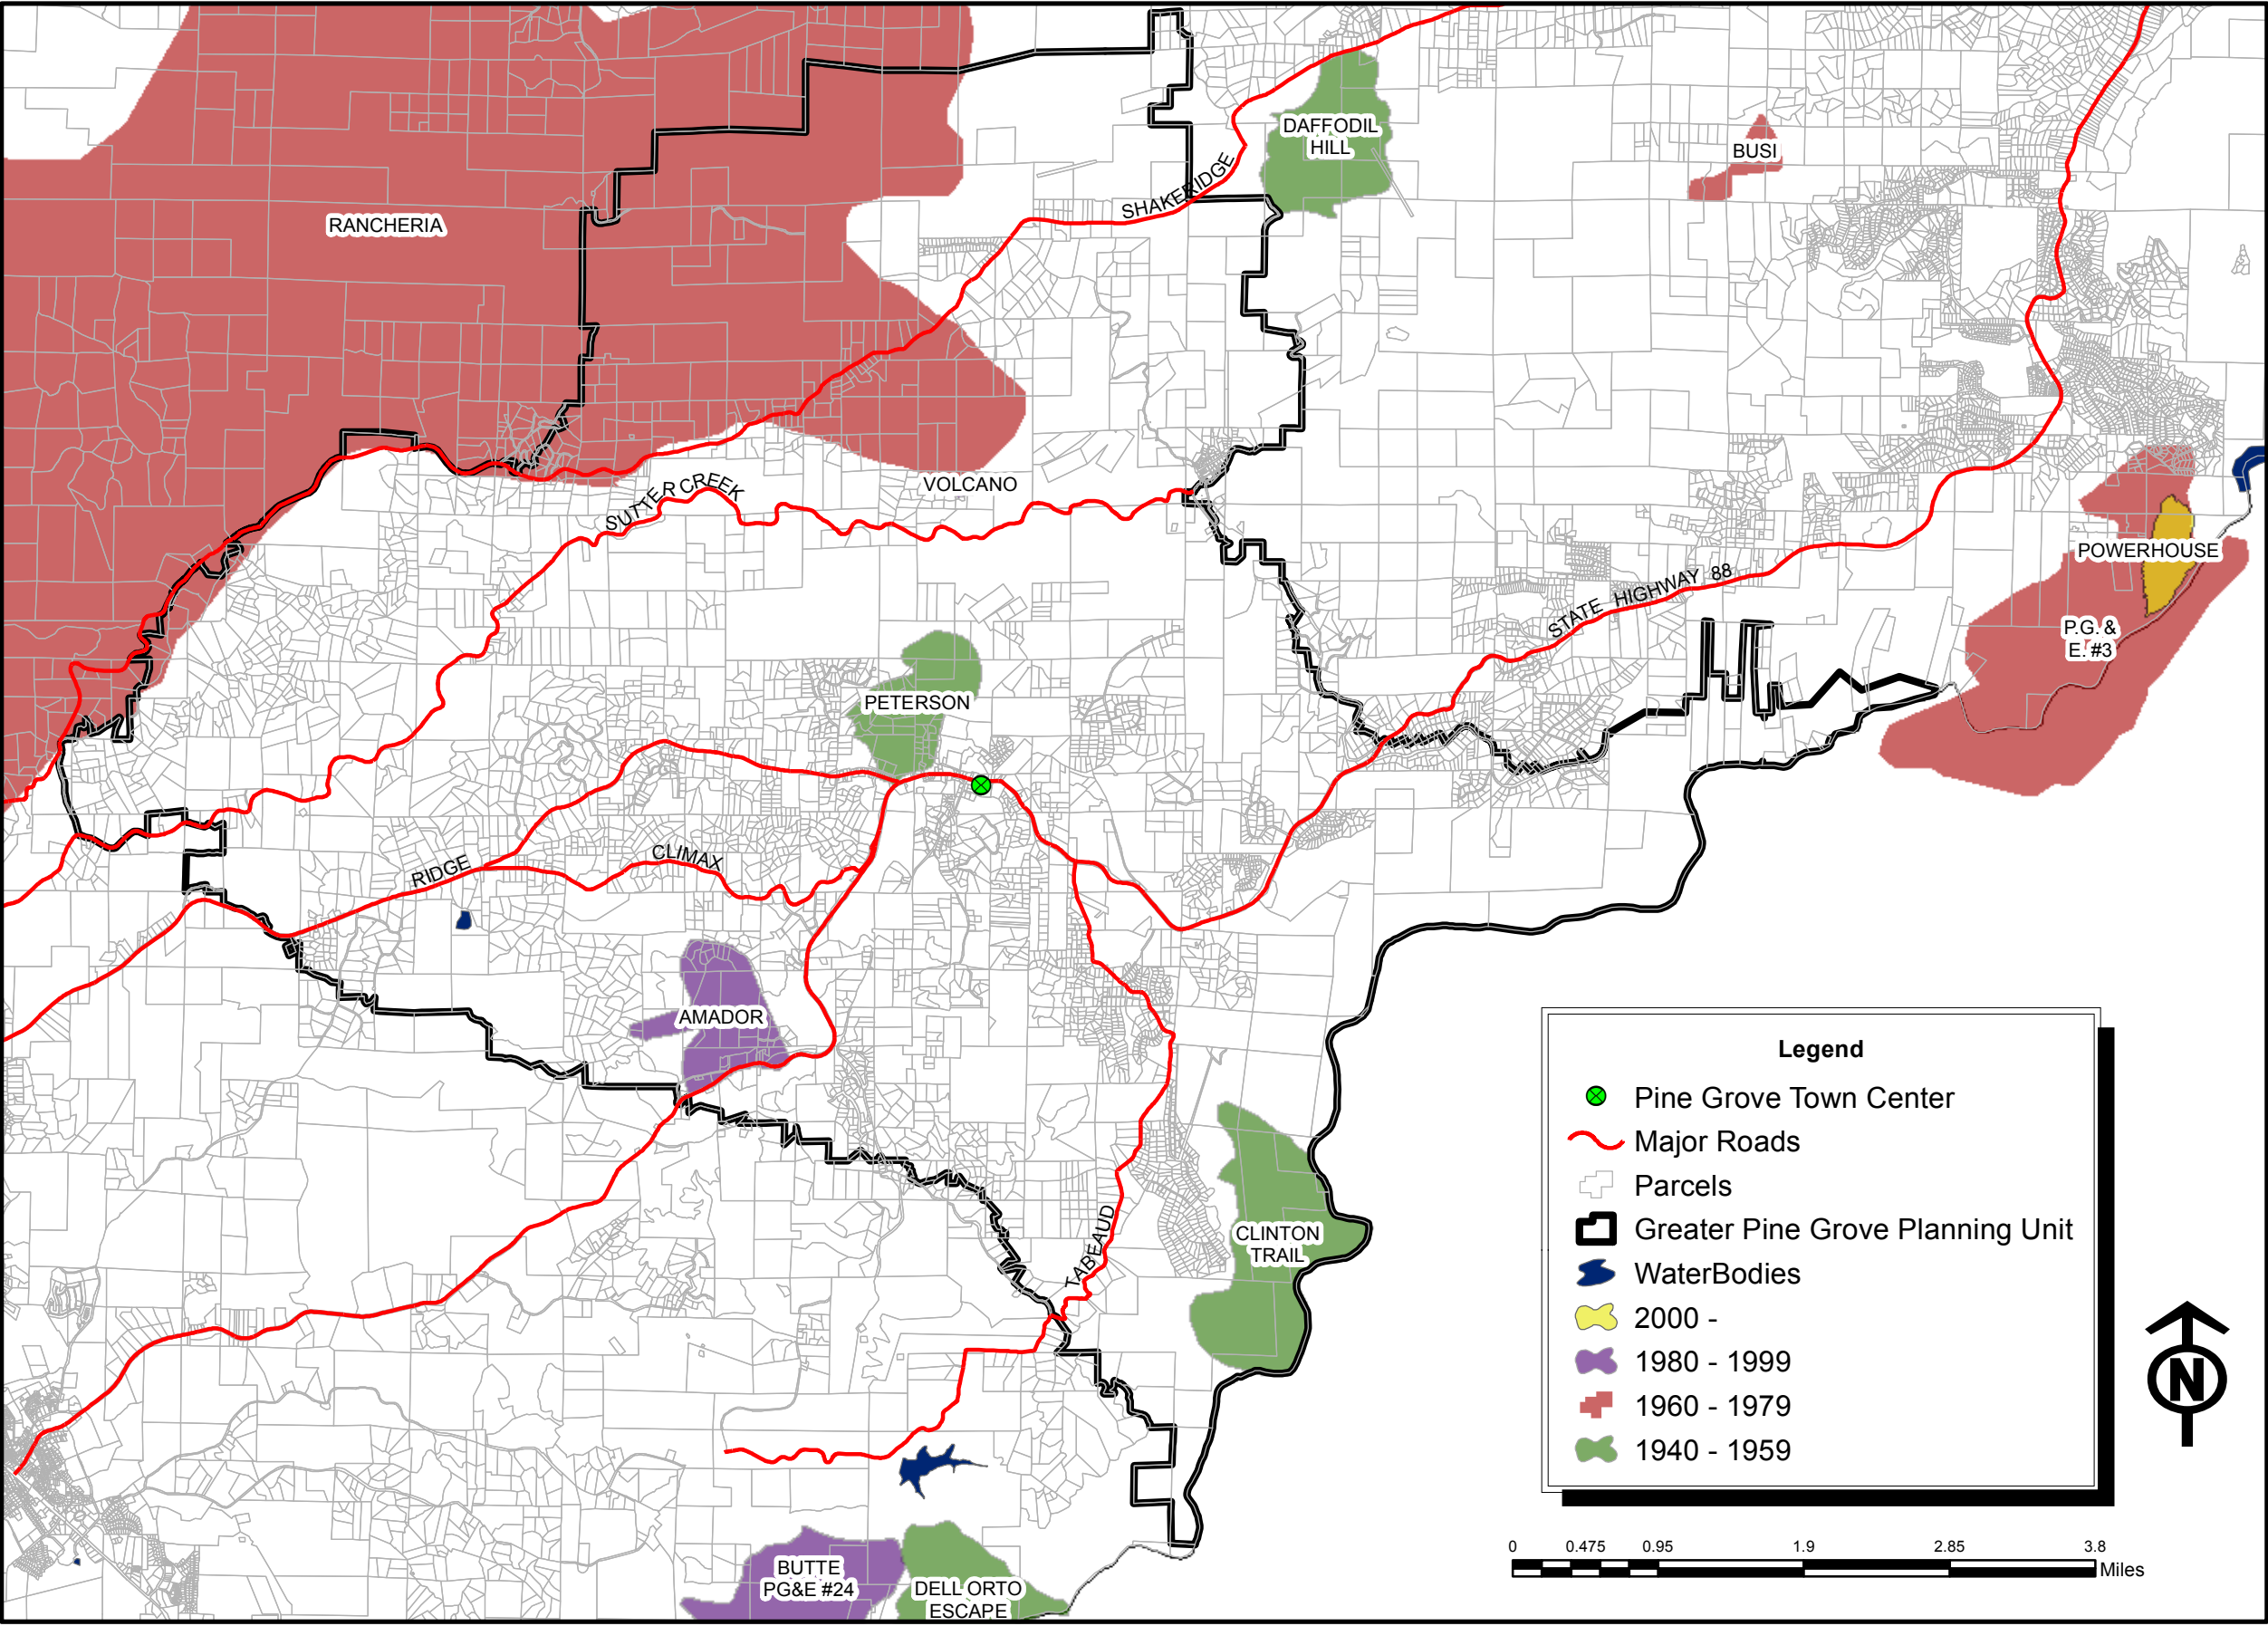 DAFFODIL
HILL
BUSI
SHAKERIDGE
RANCHERIA
VOLCANO
SUTTER CREEK
POWERHOUSE
STATE HIGHWAY 88
P.G. &
E. #3
PETERSON
CLIMAX
RIDGE
AMADOR
CLINTON
TRAIL
TABEAUD
BUTTE
PG&E #24
DELL ORTO
ESCAPE
Legend
Pine Grove Town Center
Major Roads
Parcels
Greater Pine Grove Planning Unit
WaterBodies
2000 -
1980 - 1999
1960 - 1979
1940 - 1959
N
0 0.475 0.95 1.9 2.85 3.8
Miles